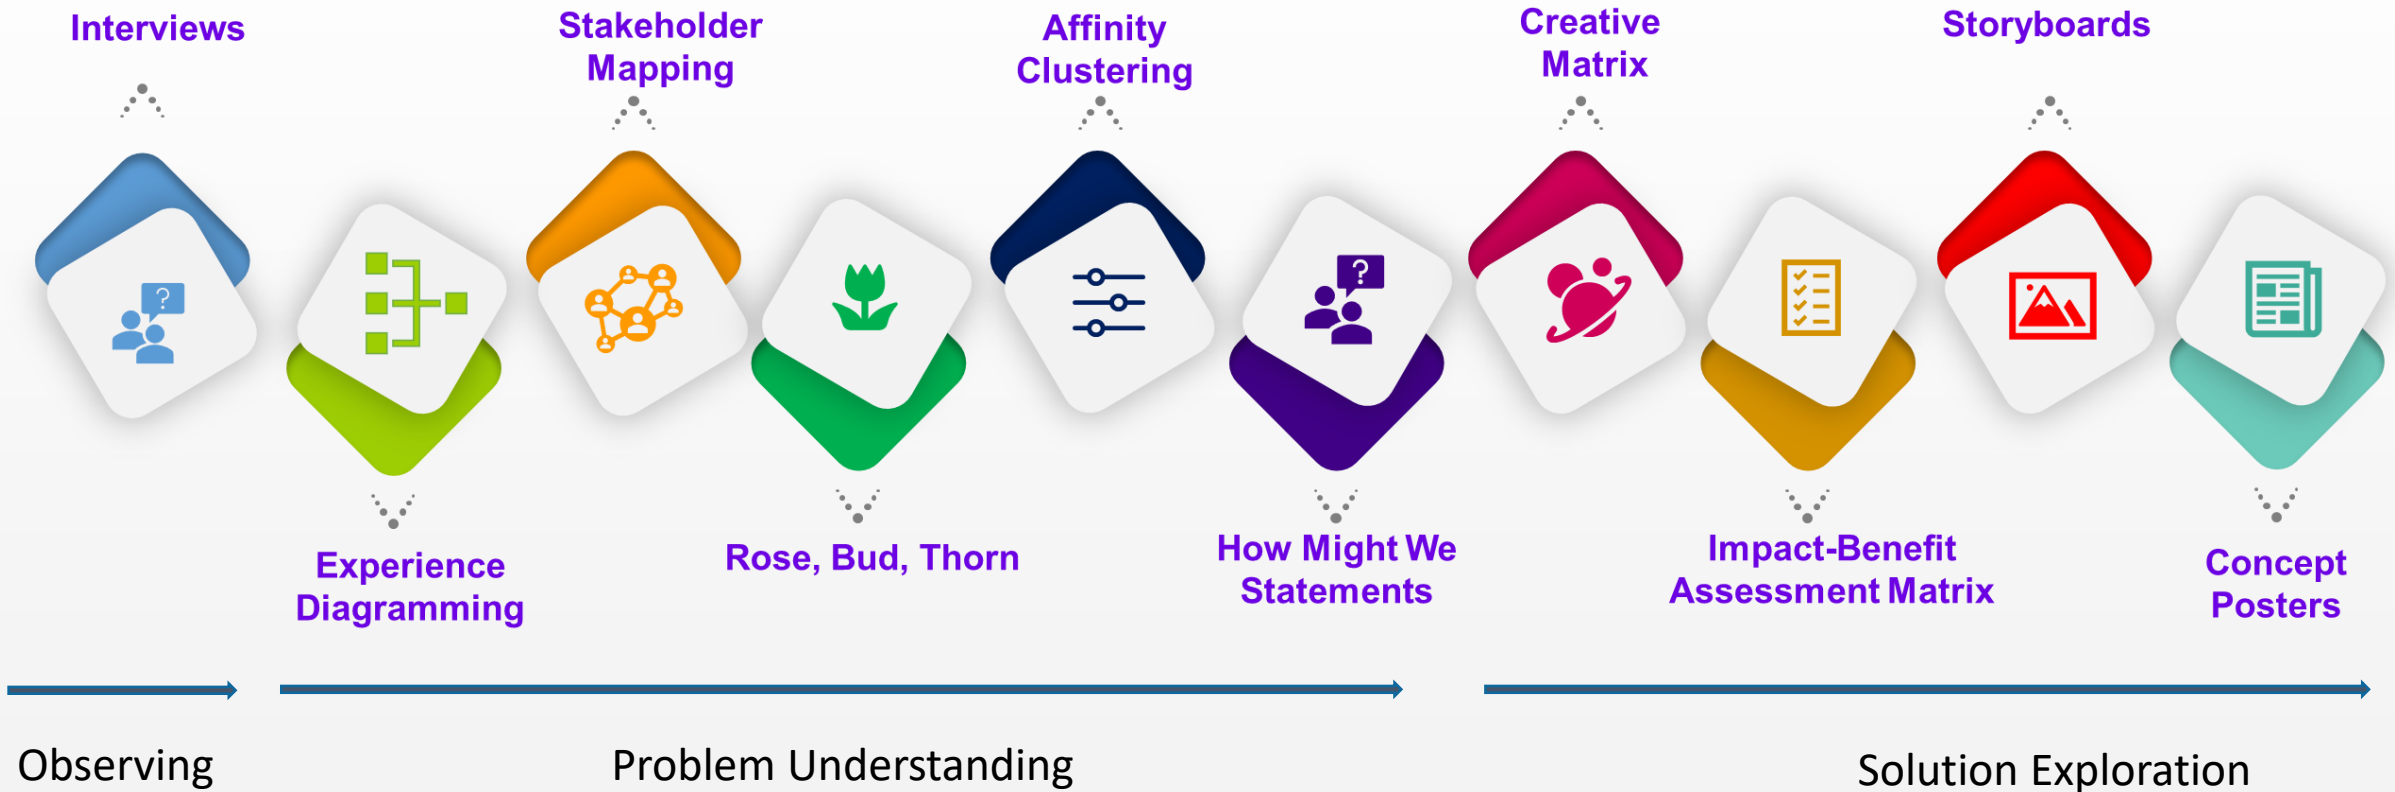 Interviews
Experience
Diagramming
Stakeholder
Mapping
Rose, Bud, Thorn
Affinity
Clustering
?
How Might We
Statements
Creative
Matrix
Impact-Benefit
Assessment Matrix
Storyboards
Concept
Posters
?
Observing
Problem Understanding
Solution Exploration